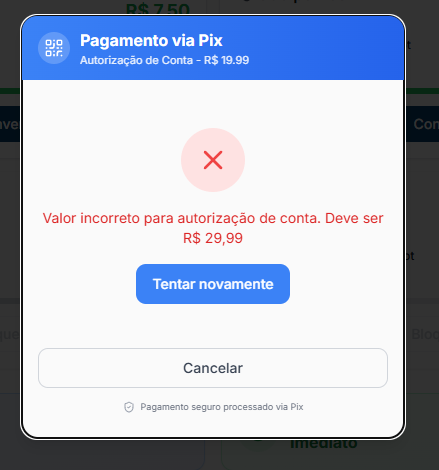 R$ 7,50
Pagamento via Pix
Autorização de Conta - R$ 19.99
Valor incorreto para autorização de conta. Deve ser
R$ 29,99
Tentar novamente
Cancelar
Pagamento seguro processado via Pix
Imediato